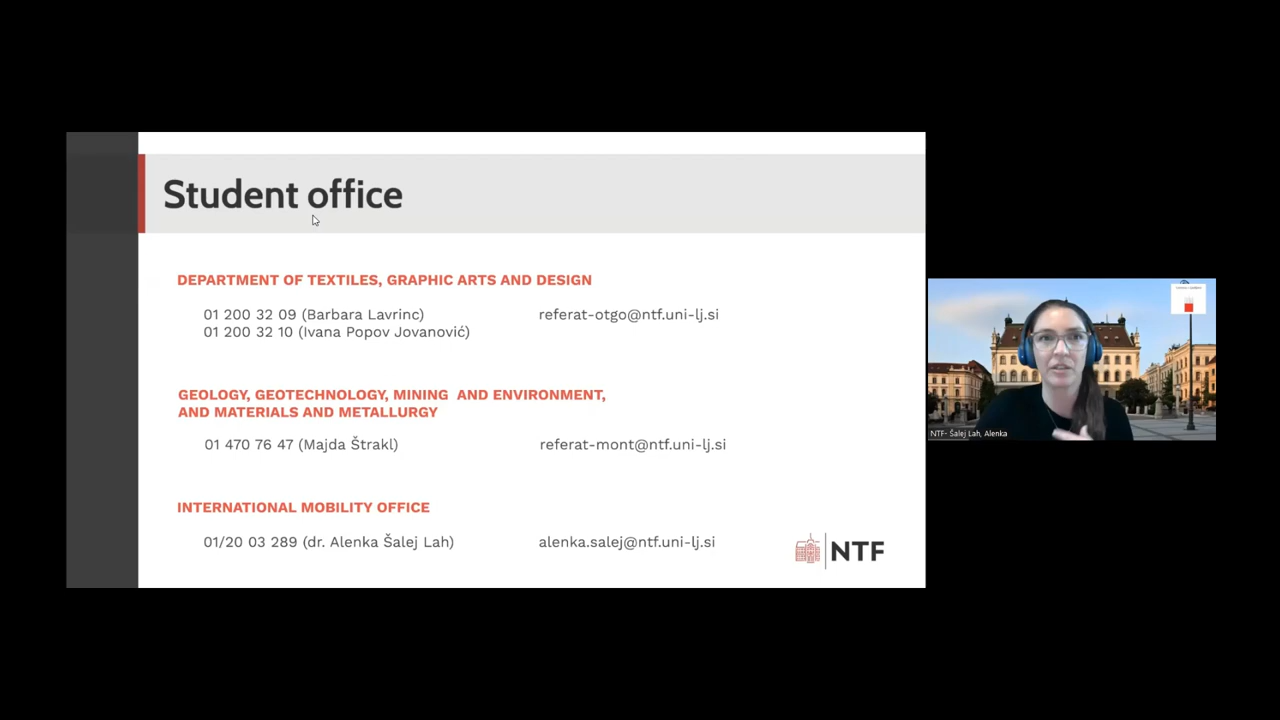 Student office
DEPARTMENT OF TEXTILES, GRAPHIC ARTS AND DESIGN
01 200 32 09 (Barbara Lavrinc)
referat-otgo@ntf.uni-lj.si
01 200 32 10 (Ivana Popov Jovanović)
GEOLOGY, GEOTECHNOLOGY, MINING AND ENVIRONMENT,
AND MATERIALS AND METALLURGY
01 470 76 47 (Majda Štrakl)
referat-mont@ntf.uni-lj.si
INTERNATIONAL MOBILITY OFFICE
01/20 03 289 (dr. Alenka Šalej Lah)
alenka.salej@ntf.uni-lj.si
NTF
NTF- Šalej Lah, Alenka